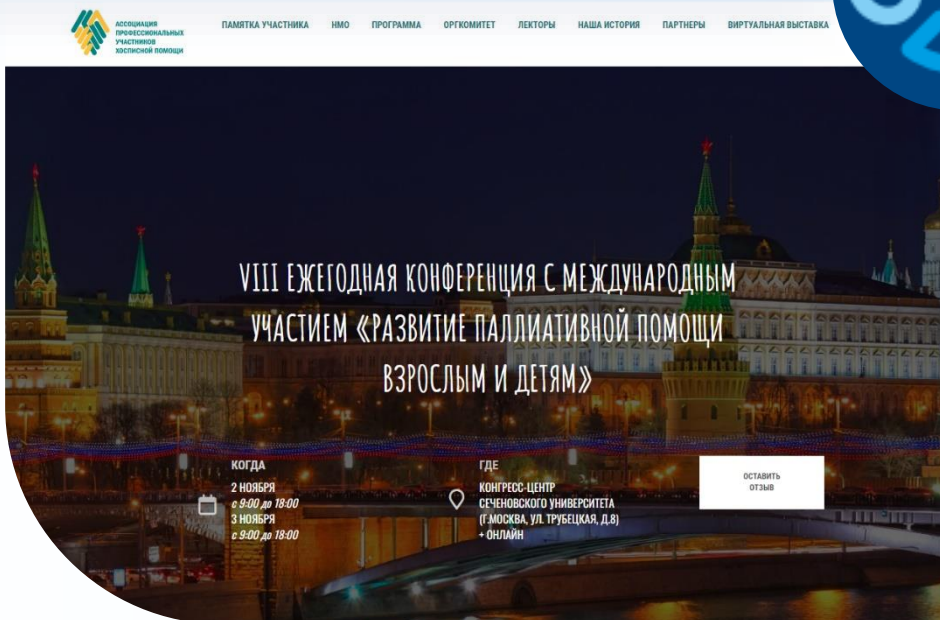 АССОЦИАЦИЯ
ПРОФЕССИОНАЛЬНЫХ
УЧАСТНИКОВ
ХОСПИСНОЙ ПОМОЩИ
ПАМЯТКА УЧАСТНИКА НМО ПРОГРАММА ОРГКОМИТЕТ ЛЕКТОРЫ НАША ИСТОРИЯ ПАРТНЕРЫ ВИРТУАЛЬНАЯ ВЫСТАВКА
VIII ЕЖЕГОДНАЯ КОНФЕРЕНЦИЯ С МЕЖДУНАРОДНЫМ
УЧАСТИЕМ «РАЗВИТИЕ ПАЛЛИАТИВНОЙ ПОМОЩИ
ВЗРОСЛЫМ И ДЕТЯМ»
КОГДА
2 НОЯБРЯ
с 9:00 до 18:00
3 НОЯБРЯ
с 9:00 до 18:00
ГДЕ
КОНГРЕСС-ЦЕНТР
СЕЧЕНОВСКОГО УНИВЕРСИТЕТА
(Г.МОСКВА, УЛ. ТРУБЕЦКАЯ, Д.8)
+ ОНЛАЙН
ОСТАВИТЬ
ОТЗЫВ